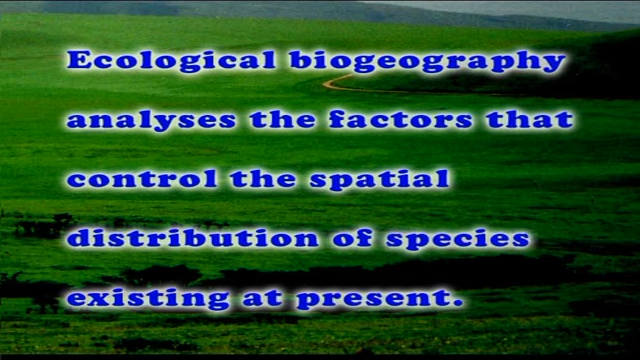 Ecological biogeography
analyses the factors that
control the spatial
distribution of species
existing at present.